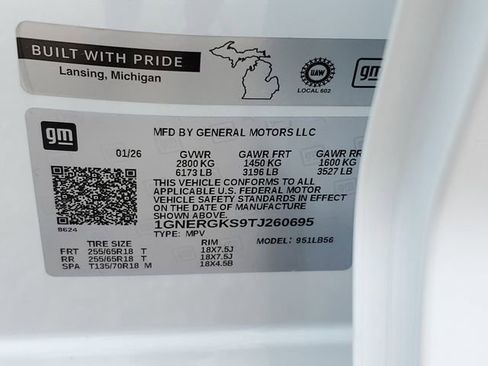 BUILT WITH PRIDE
Lansing, Michigan
UAW
LOCAL 602
gm
gm
MFD BY GENERAL MOTORS LLC
01/26 GVWR GAWR FRT GAWR RR
2800 KG 1450 KG 1600 KG
6173 LB 3196 LB 3527 LB
THIS VEHICLE CONFORMS TO ALL
APPLICABLE U.S. FEDERAL MOTOR
VEHICLE SAFETY STANDARDS IN
EFFECT ON THE DATE OF MANUFACTURE
SHOWN ABOVE.
1GNERGKS9TJ260695
8624
TYPE: MPV MODEL: 951LB56
TIRE SIZE RIM
FRT 255/65R18 T 18X7.5J
RR 255/65R18 T 18X7.5J
SPA T135/70R18 M 18X4.5B